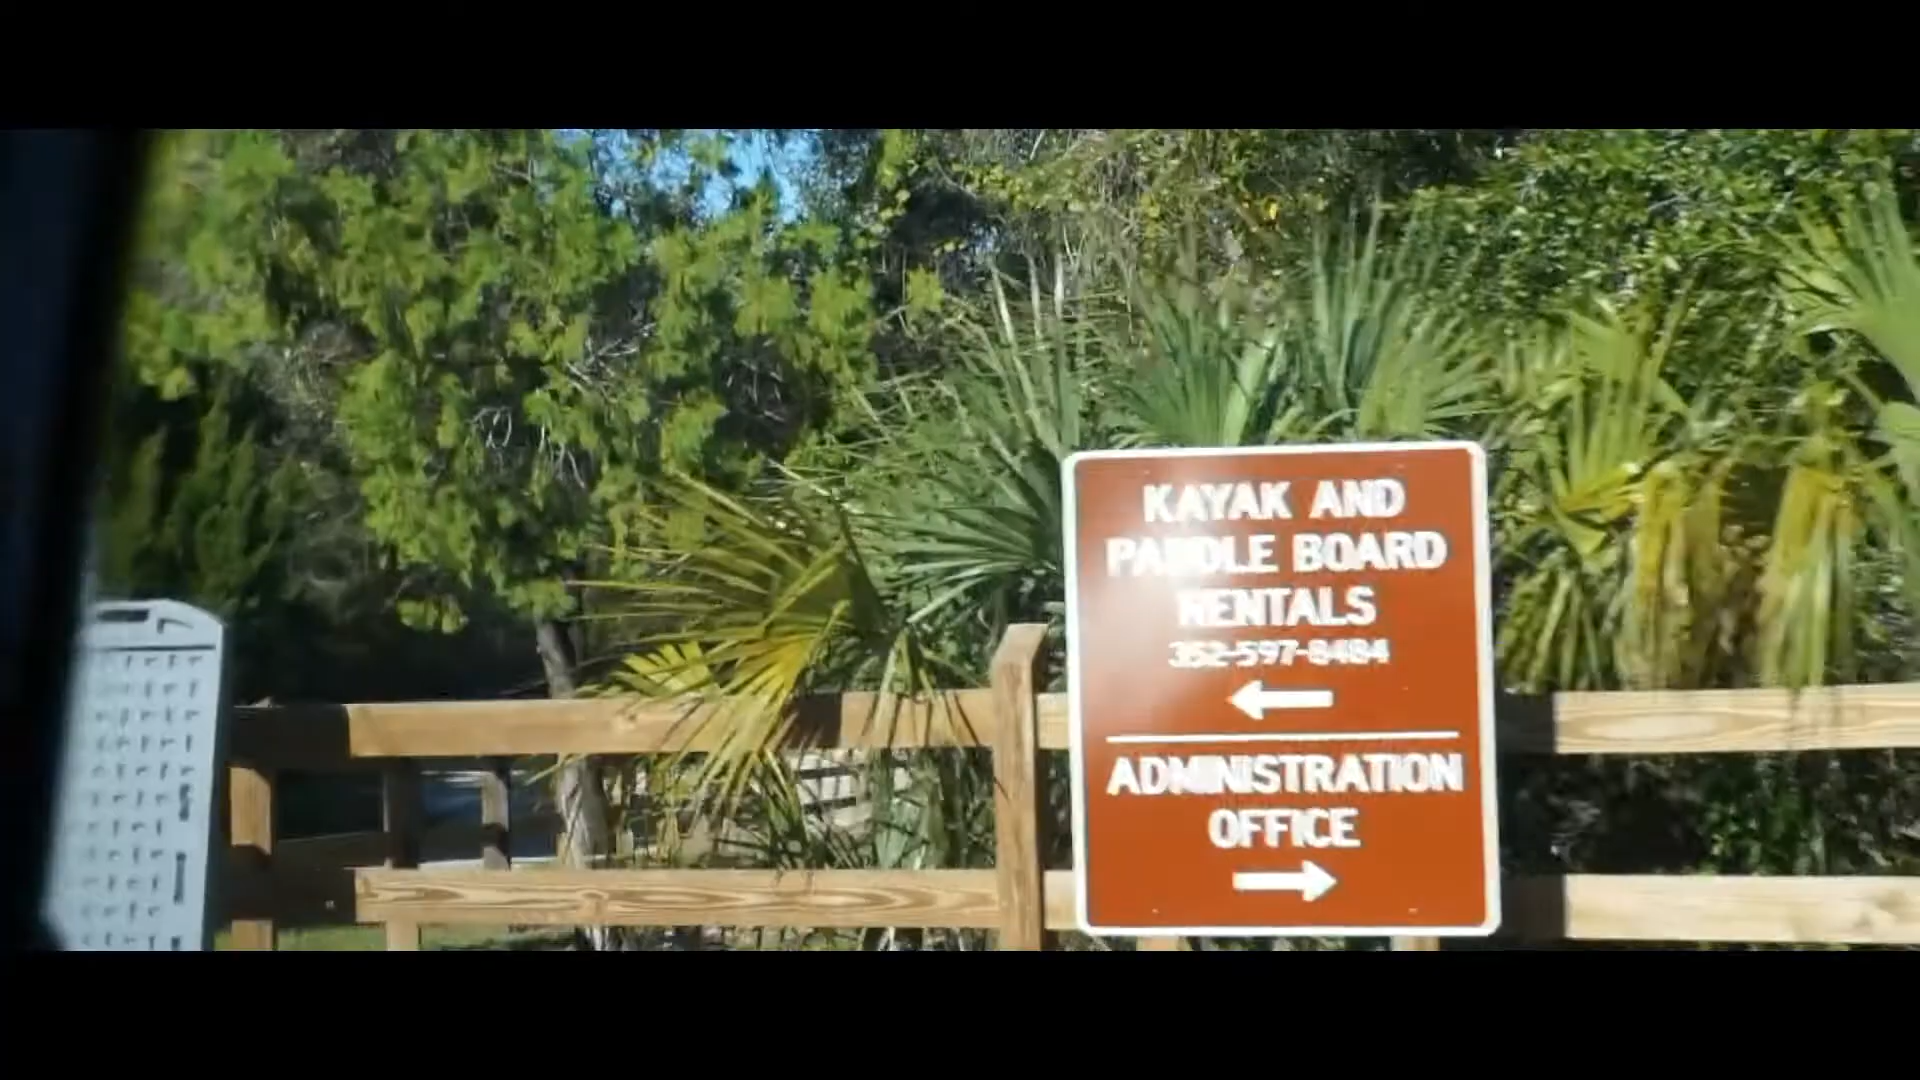 KAYAK AND
PADDLE BOARD
RENTALS
352-597-8484
ADMINISTRATION
OFFICE